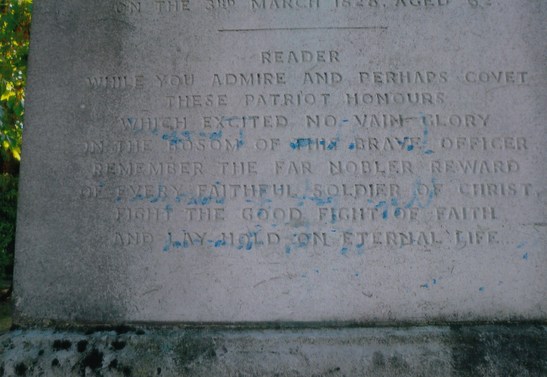 ON THE 3RD MARCH 1828. AGED 62
READER
WHILE YOU ADMIRE AND PERHAPS COVET
THESE PATRIOT HONOURS
WHICH EXCITED NO VAIN GLORY
IN THE BOSOM OF THIS BRAVE OFFICER
REMEMBER THE FAR NOBLER REWARD
OF EVERY FAITHFUL SOLDIER OF CHRIST,
FIGHT THE GOOD FIGHT OF FAITH
AND LAY HOLD ON ETERNAL LIFE